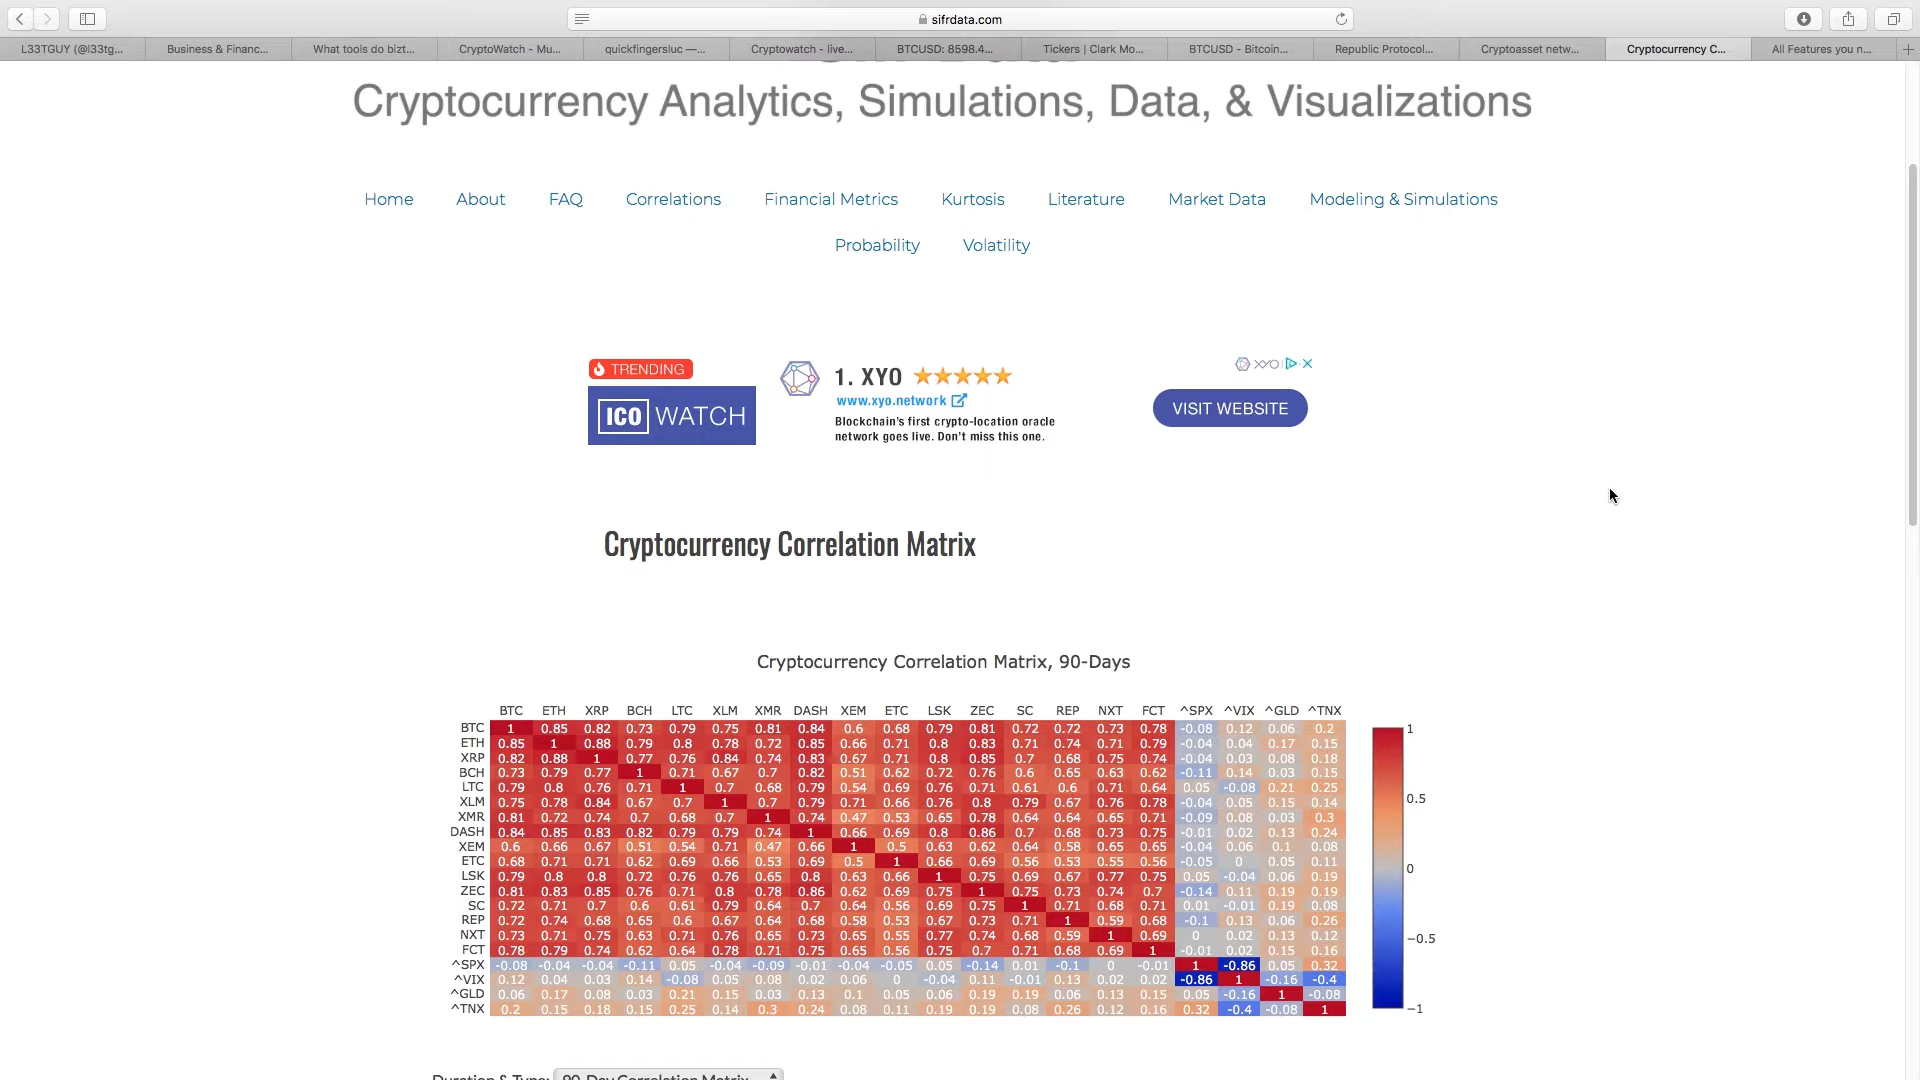 sifrdata.com
L33TGUY (@l33tg...
Business & Financ...
What tools do bizt...
CryptoWatch - Mu...
quickfingersluc —...
Cryptowatch - live...
BTCUSD: 8598.4...
Tickers | Clark Mo...
BTCUSD - Bitcoin...
Republic Protocol...
Cryptoasset netw...
Cryptocurrency C...
All Features you n...
Cryptocurrency Analytics, Simulations, Data, & Visualizations
Home About FAQ Correlations Financial Metrics Kurtosis Literature Market Data Modeling & Simulations
Probability Volatility
TRENDING
ICO WATCH
1. XYO
www.xyo.network
Blockchain's first crypto-location oracle
network goes live. Don't miss this one.
XYO
VISIT WEBSITE
Cryptocurrency Correlation Matrix
Cryptocurrency Correlation Matrix, 90-Days
BTC ETH XRP BCH LTC XLM XMR DASH XEM ETC LSK ZEC SC REP NXT FCT ^SPX ^VIX ^GLD ^TNX
BTC 1 0.85 0.82 0.73 0.79 0.75 0.81 0.84 0.6 0.68 0.79 0.81 0.72 0.72 0.73 0.78 -0.08 0.12 0.06 0.2
ETH 0.85 1 0.88 0.79 0.8 0.78 0.72 0.85 0.66 0.71 0.8 0.83 0.71 0.74 0.71 0.79 -0.04 0.04 0.17 0.15
XRP 0.82 0.88 1 0.77 0.76 0.84 0.74 0.83 0.67 0.71 0.8 0.85 0.7 0.68 0.75 0.74 -0.04 0.03 0.08 0.18
BCH 0.73 0.79 0.77 1 0.71 0.67 0.7 0.82 0.51 0.62 0.72 0.76 0.6 0.65 0.63 0.62 -0.11 0.14 0.03 0.15
LTC 0.79 0.8 0.76 0.71 1 0.7 0.68 0.79 0.54 0.69 0.76 0.71 0.61 0.6 0.71 0.64 0.05 -0.08 0.21 0.25
XLM 0.75 0.78 0.84 0.67 0.7 1 0.7 0.79 0.71 0.66 0.76 0.8 0.79 0.67 0.76 0.78 -0.04 0.05 0.15 0.14
XMR 0.81 0.72 0.74 0.7 0.68 0.7 1 0.74 0.47 0.53 0.65 0.78 0.64 0.64 0.65 0.71 -0.09 0.08 0.03 0.3
DASH 0.84 0.85 0.83 0.82 0.79 0.79 0.74 1 0.66 0.69 0.8 0.86 0.7 0.68 0.73 0.75 -0.01 0.02 0.13 0.24
XEM 0.6 0.66 0.67 0.51 0.54 0.71 0.47 0.66 1 0.5 0.63 0.62 0.64 0.58 0.65 0.65 -0.04 0.06 0.1 0.08
ETC 0.68 0.71 0.71 0.62 0.69 0.66 0.53 0.69 0.5 1 0.66 0.69 0.56 0.53 0.55 0.56 -0.05 0 0.05 0.11
LSK 0.79 0.8 0.8 0.72 0.76 0.76 0.65 0.8 0.63 0.66 1 0.75 0.69 0.67 0.77 0.75 0.05 -0.04 0.06 0.19
ZEC 0.81 0.83 0.85 0.76 0.71 0.8 0.78 0.86 0.62 0.69 0.75 1 0.75 0.73 0.74 0.7 -0.14 0.11 0.19 0.19
SC 0.72 0.71 0.7 0.6 0.61 0.79 0.64 0.7 0.64 0.56 0.69 0.75 1 0.71 0.68 0.71 0.01 -0.01 0.19 0.08
REP 0.72 0.74 0.68 0.65 0.6 0.67 0.64 0.68 0.58 0.53 0.67 0.73 0.71 1 0.59 0.68 -0.1 0.13 0.06 0.26
NXT 0.73 0.71 0.75 0.63 0.71 0.76 0.65 0.73 0.65 0.55 0.77 0.74 0.68 0.59 1 0.69 0 0.02 0.13 0.12
FCT 0.78 0.79 0.74 0.62 0.64 0.78 0.71 0.75 0.65 0.56 0.75 0.7 0.71 0.68 0.69 1 -0.01 0.02 0.15 0.16
^SPX -0.08 -0.04 -0.04 -0.11 0.05 -0.04 -0.09 -0.01 -0.04 -0.05 0.05 -0.14 0.01 -0.1 0 -0.01 1 -0.86 0.05 0.32
^VIX 0.12 0.04 0.03 0.14 -0.08 0.05 0.08 0.02 0.06 0 -0.04 0.11 -0.01 0.13 0.02 0.02 -0.86 1 -0.16 -0.4
^GLD 0.06 0.17 0.08 0.03 0.21 0.15 0.03 0.13 0.1 0.05 0.06 0.19 0.19 0.06 0.13 0.15 0.05 -0.16 1 -0.08
^TNX 0.2 0.15 0.18 0.15 0.25 0.14 0.3 0.24 0.08 0.11 0.19 0.19 0.08 0.26 0.12 0.16 0.32 -0.4 -0.08 1
1
0.5
0
−0.5
−1
Duration & Type: 90-Day Correlation Matrix